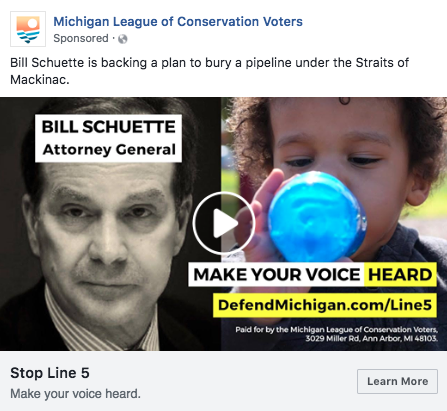 Michigan League of Conservation Voters
Sponsored ·
Bill Schuette is backing a plan to bury a pipeline under the Straits of
Mackinac.
BILL SCHUETTE
Attorney General
MAKE YOUR VOICE HEARD
DefendMichigan.com/Line5
Paid for by the Michigan League of Conservation Voters,
3029 Miller Rd, Ann Arbor, MI 48103.
Stop Line 5
Make your voice heard.
Learn More